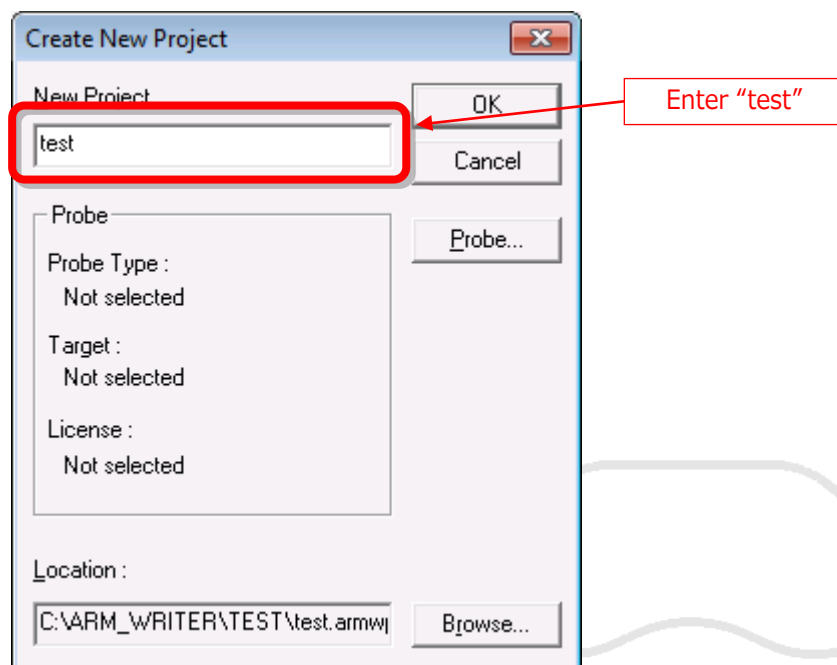 Create New Project
New Project
OK
Enter “test”
test
Cancel
Probe
Probe...
Probe Type :
Not selected
Target :
Not selected
License :
Not selected
Location :
C:\ARM_WRITER\TEST\test.armw
Browse...